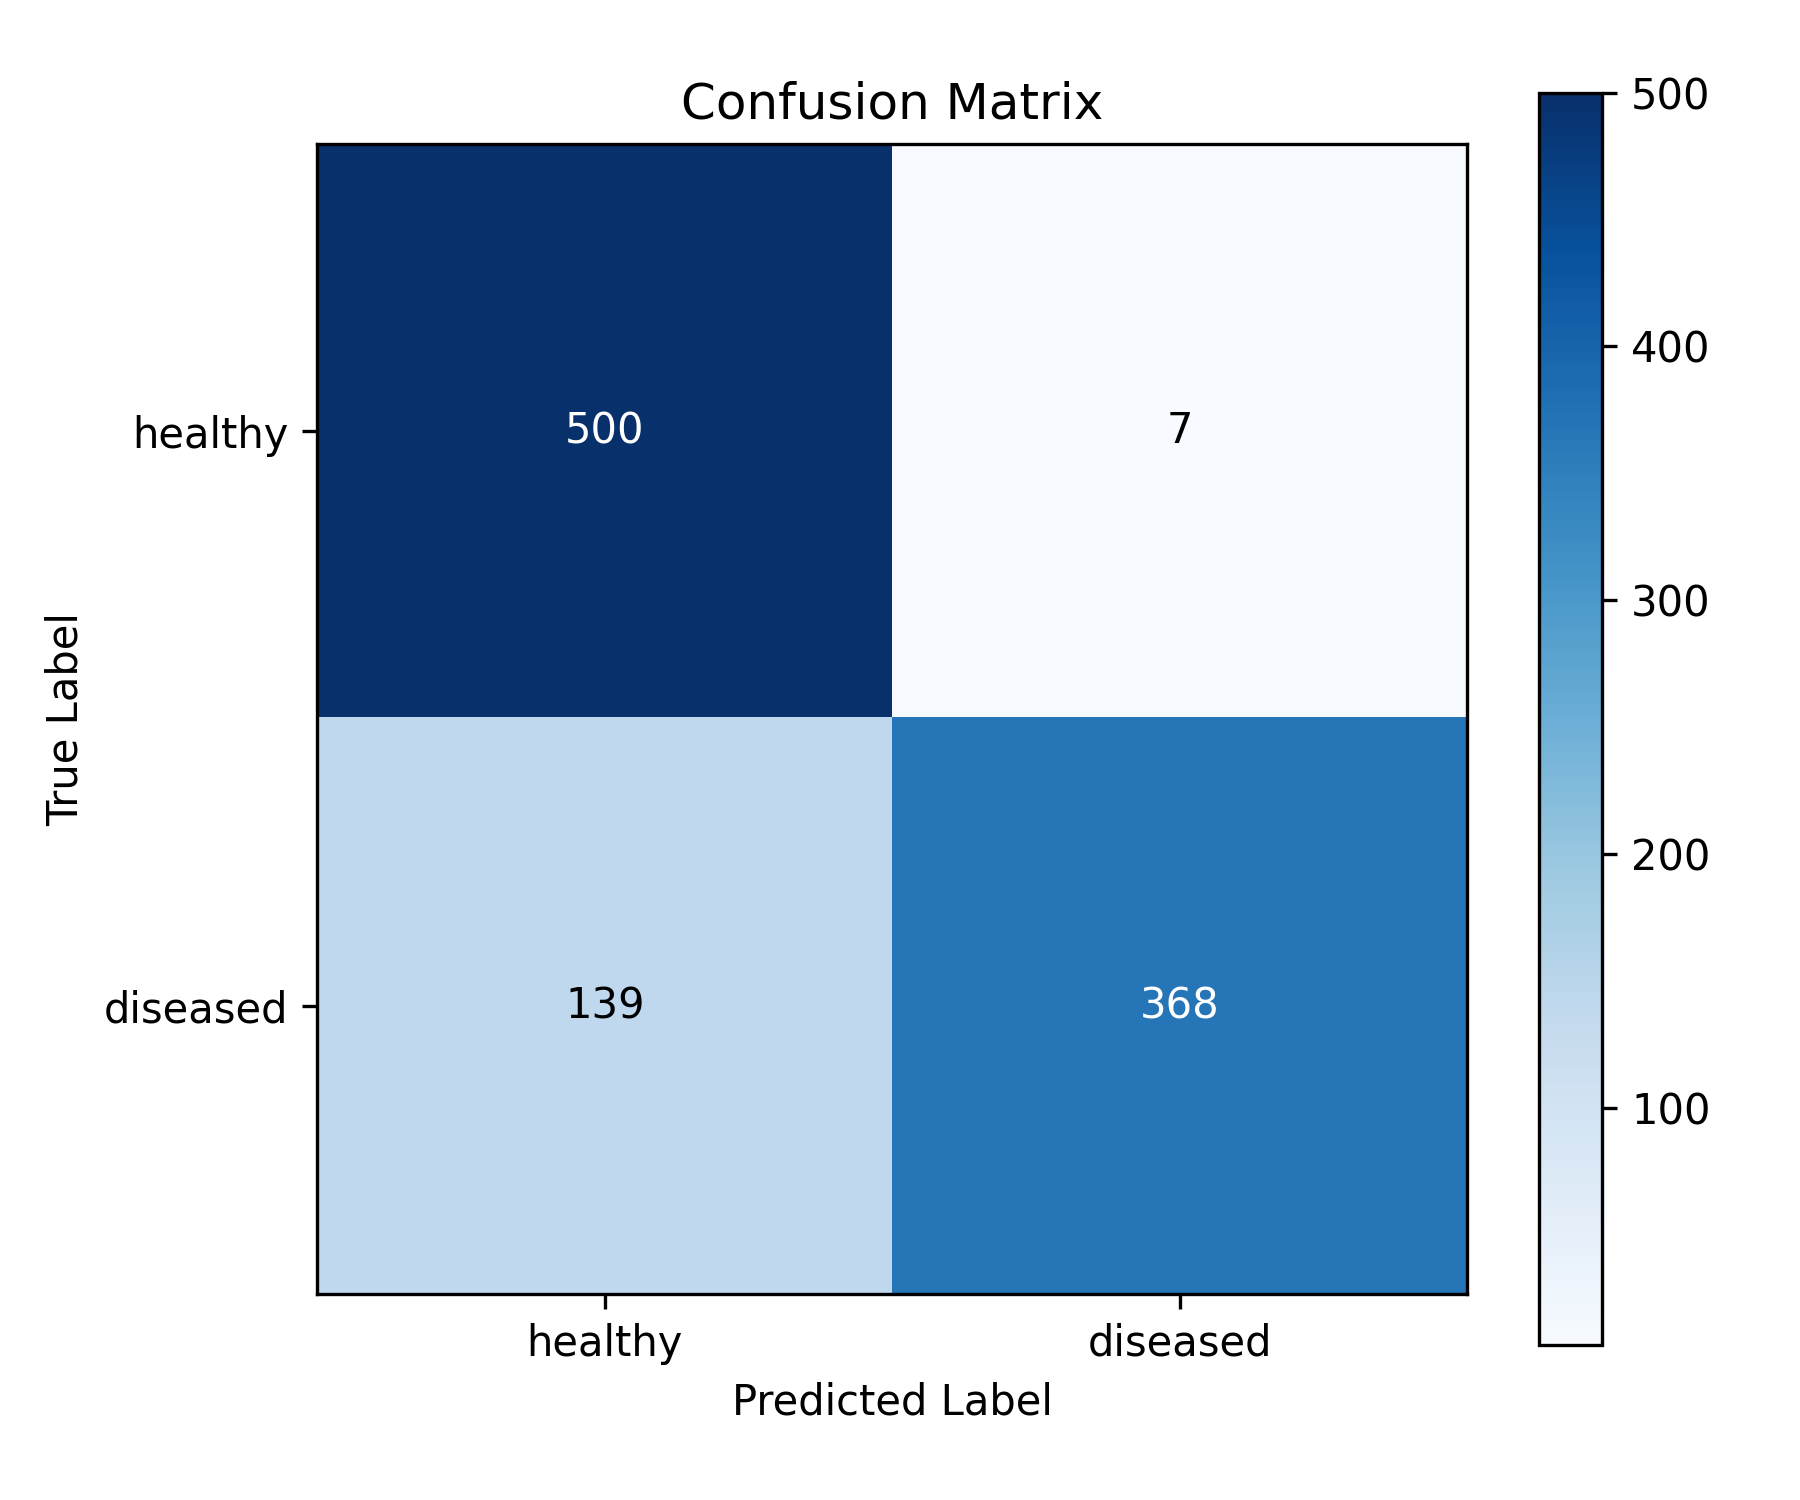 Confusion Matrix
500
400
300
200
100
True Label
healthy
500 7
diseased
139 368
healthy diseased
Predicted Label